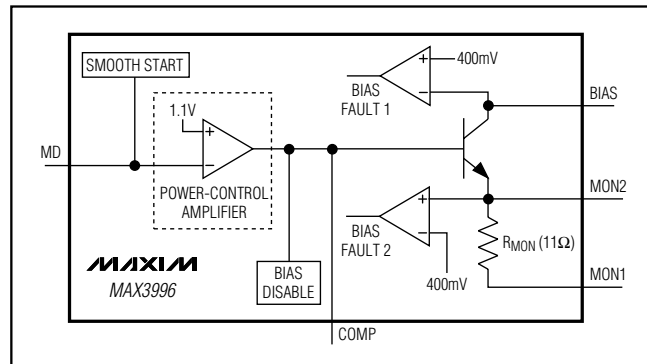 SMOOTH START
400mV
+
−
BIAS
FAULT 1
BIAS
1.1V
+
−
MD
POWER-CONTROL
AMPLIFIER
+
−
MON2
BIAS
FAULT 2
RMON (11Ω)
400mV
MAXIM
MAX3996
BIAS
DISABLE
MON1
COMP